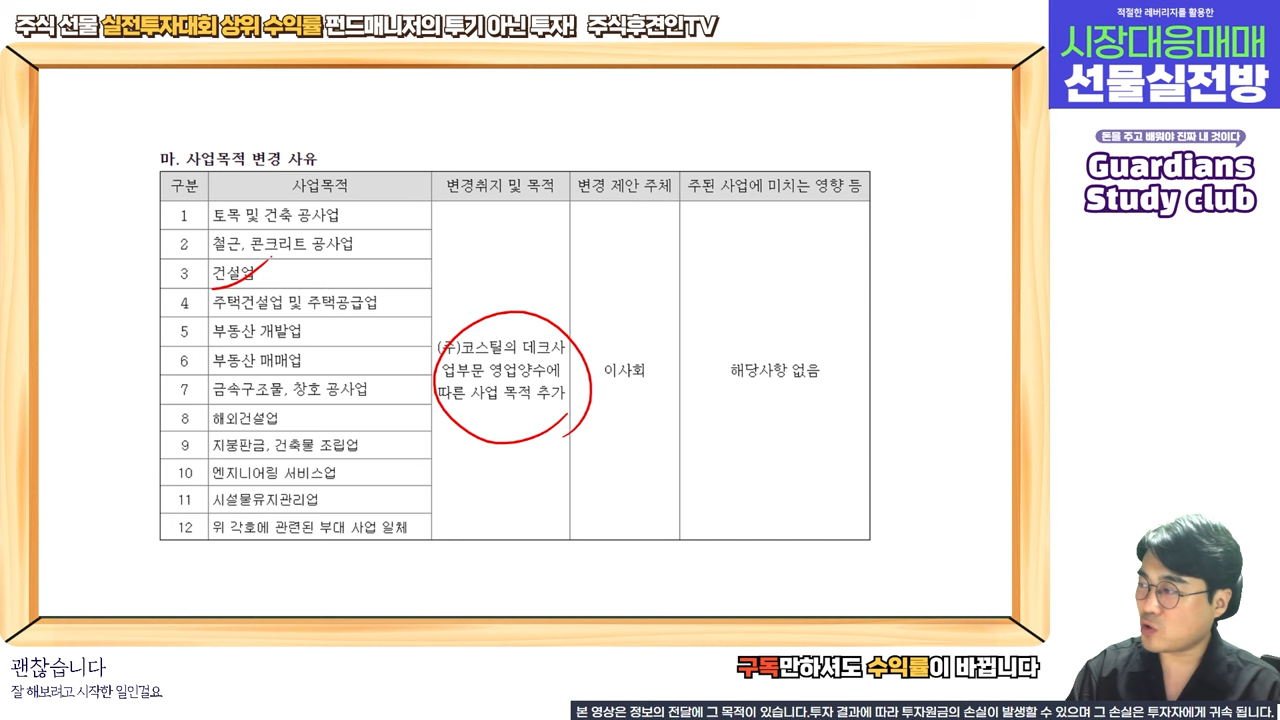 주식 선물 실전투자대회 상위 수익률 펀드매니저의 투기 아닌 투자! 주식후견인TV
적절한 레버리지를 활용한
시장대응매매
선물실전방
돈을 주고 배워야 진짜 내 것이다
Guardians
Study club
마. 사업목적 변경 사유
구분 사업목적 변경취지 및 목적 변경 제안 주체 주된 사업에 미치는 영향 등
1 토목 및 건축 공사업
2 철근, 콘크리트 공사업
3 건설업
4 주택건설업 및 주택공급업
5 부동산 개발업
6 부동산 매매업
7 금속구조물, 창호 공사업
8 해외건설업
9 지붕판금, 건축물 조립업
10 엔지니어링 서비스업
11 시설물유지관리업
12 위 각호에 관련된 부대 사업 일체
(주)코스틸의 데크사
업부문 영업양수에
따른 사업 목적 추가
이사회
해당사항 없음
괜찮습니다
잘 해보려고 시작한 일인걸요
구독만하셔도 수익률이 바뀝니다
본 영상은 정보의 전달에 그 목적이 있습니다.투자 결과에 따라 투자원금의 손실이 발생할 수 있으며 그 손실은 투자자에게 귀속 됩니다.